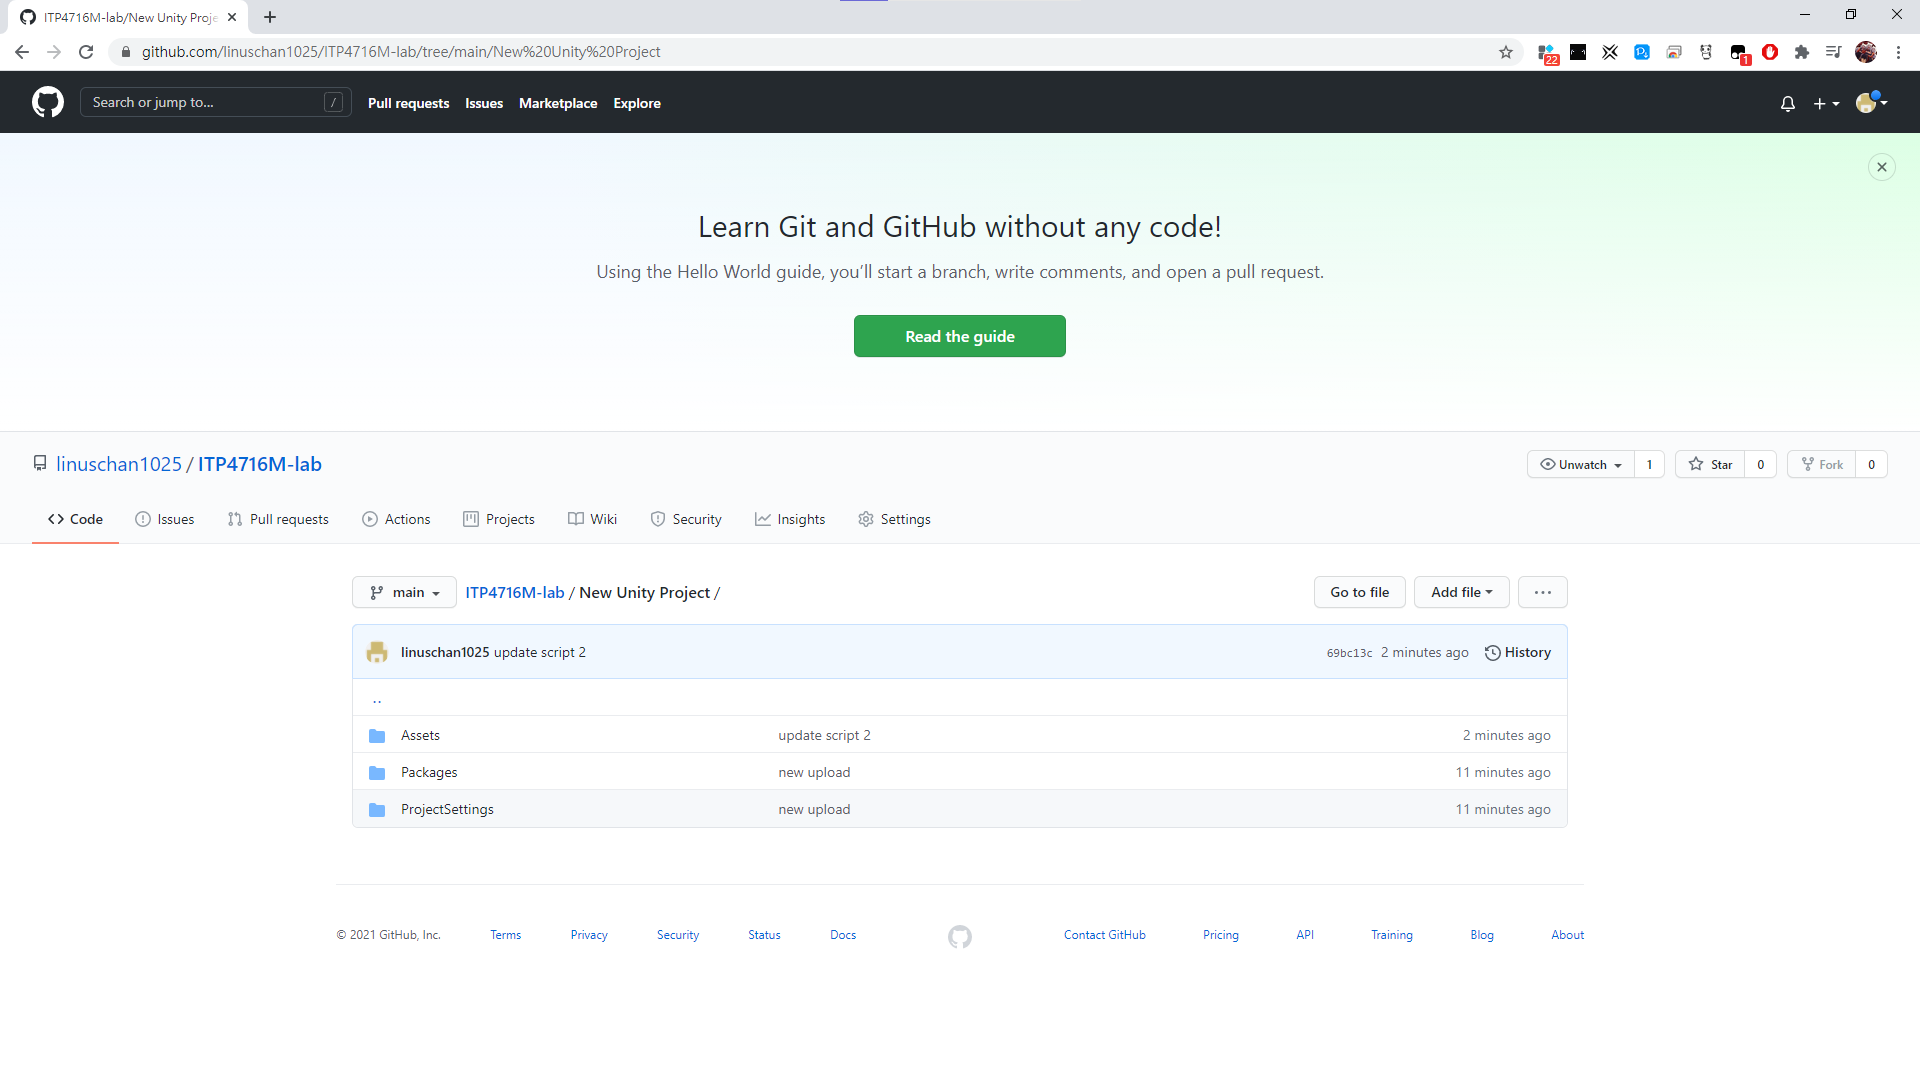 ITP4716M-lab/New Unity Proje
github.com/linuschan1025/ITP4716M-lab/tree/main/New%20Unity%20Project
22
1
Search or jump to...
/
Pull requests
Issues
Marketplace
Explore
Learn Git and GitHub without any code!
Using the Hello World guide, you’ll start a branch, write comments, and open a pull request.
Read the guide
linuschan1025 / ITP4716M-lab
Unwatch 1
Star 0
Fork 0
Code
Issues
Pull requests
Actions
Projects
Wiki
Security
Insights
Settings
main
ITP4716M-lab / New Unity Project /
Go to file
Add file
...
linuschan1025 update script 2
69bc13c 2 minutes ago
History
..
Assets update script 2 2 minutes ago
Packages new upload 11 minutes ago
ProjectSettings new upload 11 minutes ago
© 2021 GitHub, Inc.
Terms
Privacy
Security
Status
Docs
Contact GitHub
Pricing
API
Training
Blog
About